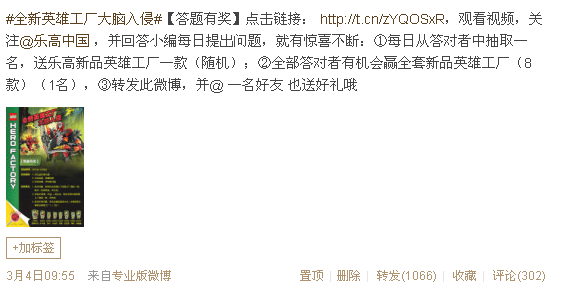 #全新英雄工厂大脑入侵#【答题有奖】点击链接： http://t.cn/zYQOSxR，观看视频，关
注@乐高中国 ，并回答小编每日提出问题，就有惊喜不断：①每日从答对者中抽取一
名，送乐高新品英雄工厂一款（随机）；②全部答对者有机会赢全套新品英雄工厂（8
款）（1名），③转发此微博，并@ 一名好友 也送好礼哦
HERO FACTORY
+加标签
3月4日09:55 来自专业版微博 置顶 | 删除 | 转发(1066) | 收藏 | 评论(302)